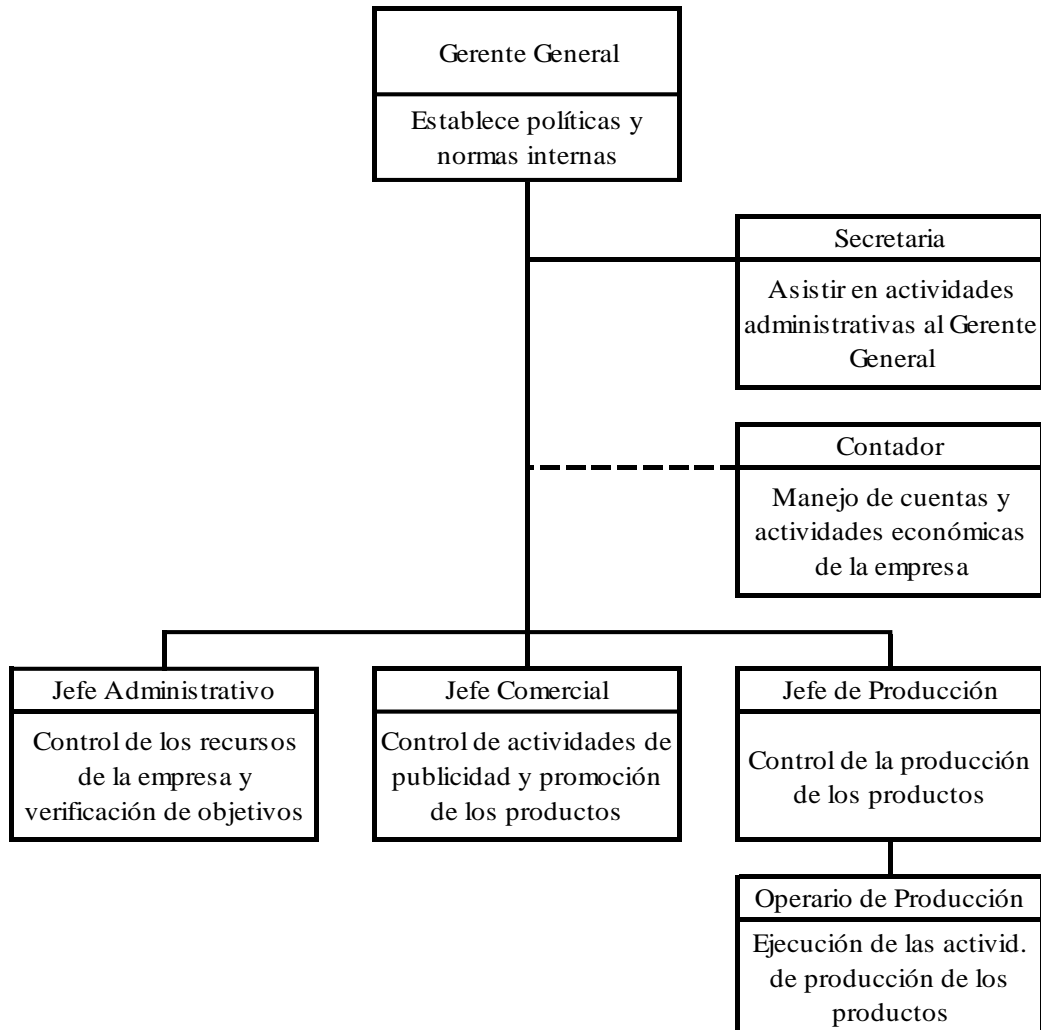 Gerente General
Establece políticas y
normas internas
Secretaria
Asistir en actividades
administrativas al Gerente
General
Contador
Manejo de cuentas y
actividades económicas
de la empresa
Jefe Administrativo
Control de los recursos
de la empresa y
verificación de objetivos
Jefe Comercial
Control de actividades de
publicidad y promoción
de los productos
Jefe de Producción
Control de la producción
de los productos
Operario de Producción
Ejecución de las activid.
de producción de los
productos